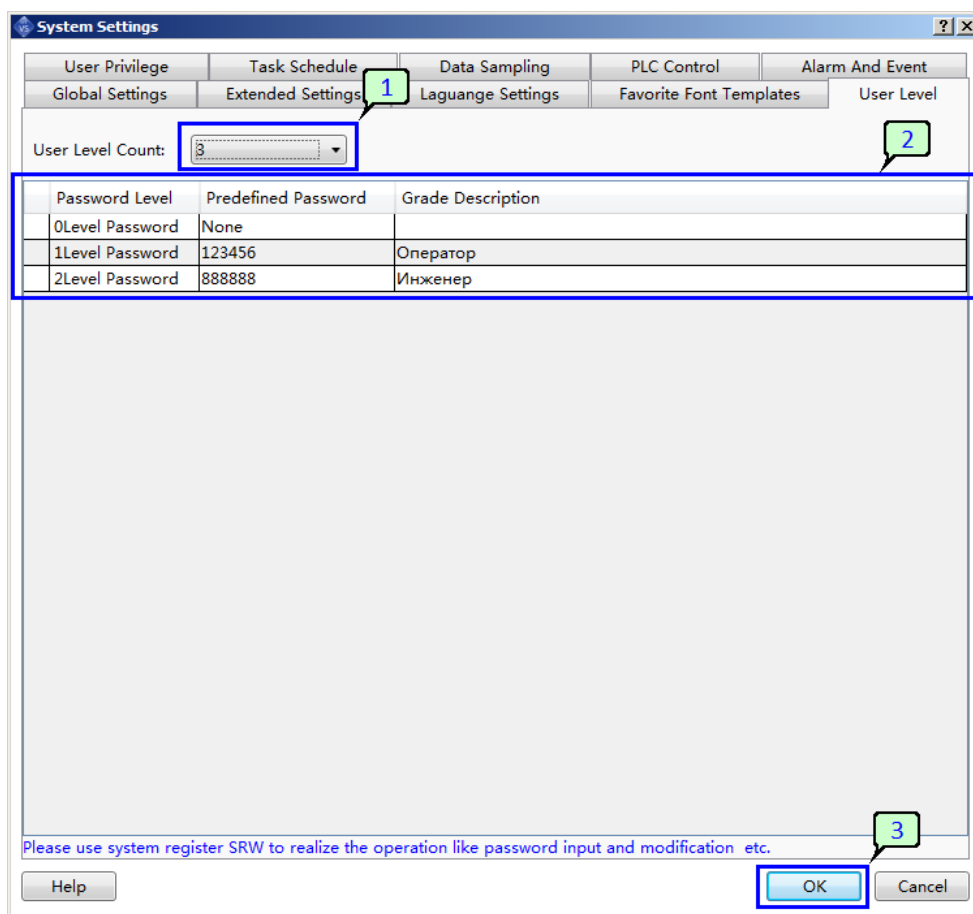 System Settings
User Privilege Task Schedule Data Sampling PLC Control Alarm And Event
Global Settings Extended Settings Laguange Settings Favorite Font Templates User Level
1
2
User Level Count: 3
Password Level Predefined Password Grade Description
0Level Password None
1Level Password 123456 Оператор
2Level Password 888888 Инженер
3
Please use system register SRW to realize the operation like password input and modification etc.
Help OK Cancel